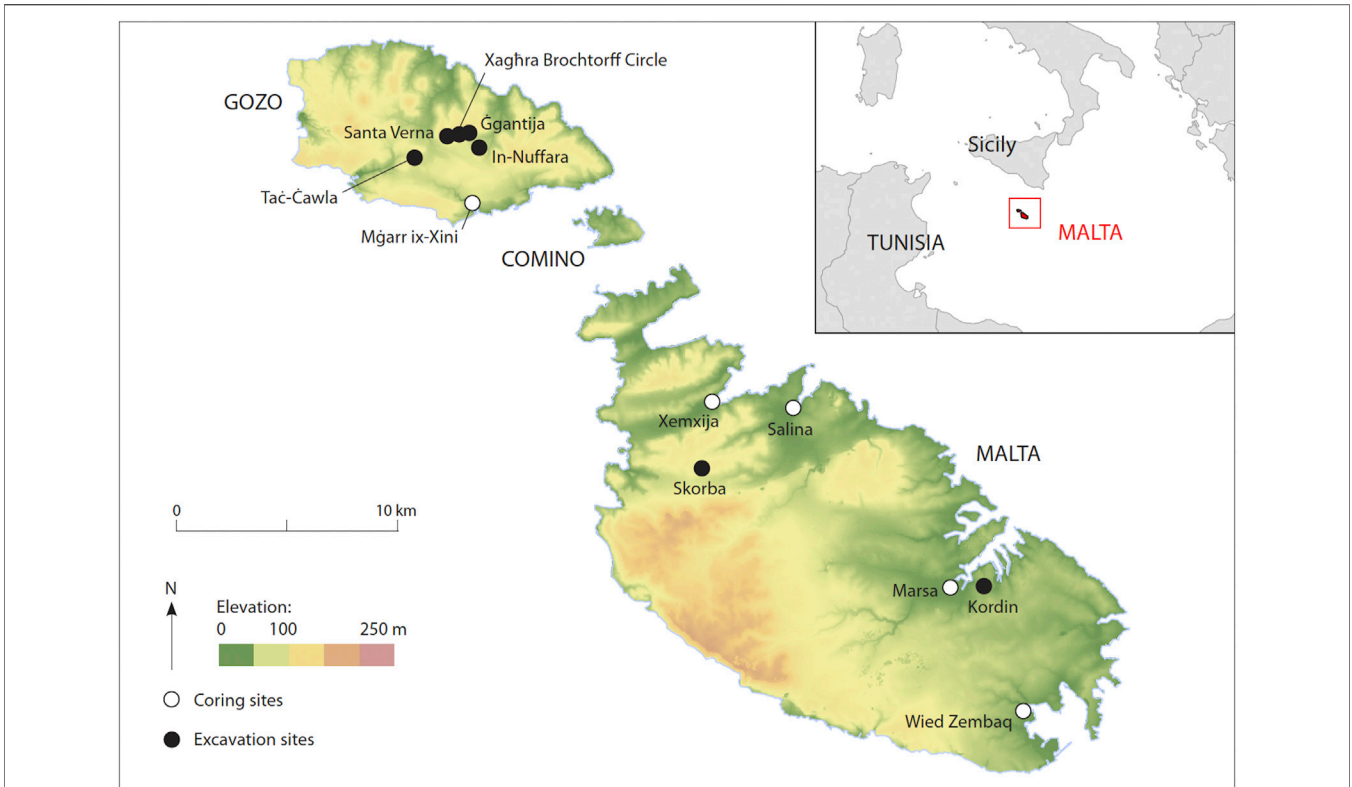 Xagħra Brochtorff Circle
GOZO
Santa Verna
Ġgantija
In-Nuffara
Taċ-Ċawla
Mġarr ix-Xini
COMINO
Sicily
TUNISIA
MALTA
Xemxija
Salina
MALTA
Skorba
0 10 km
Marsa
Kordin
N
Elevation:
0 100 250 m
Coring sites
Wied Zembaq
Excavation sites